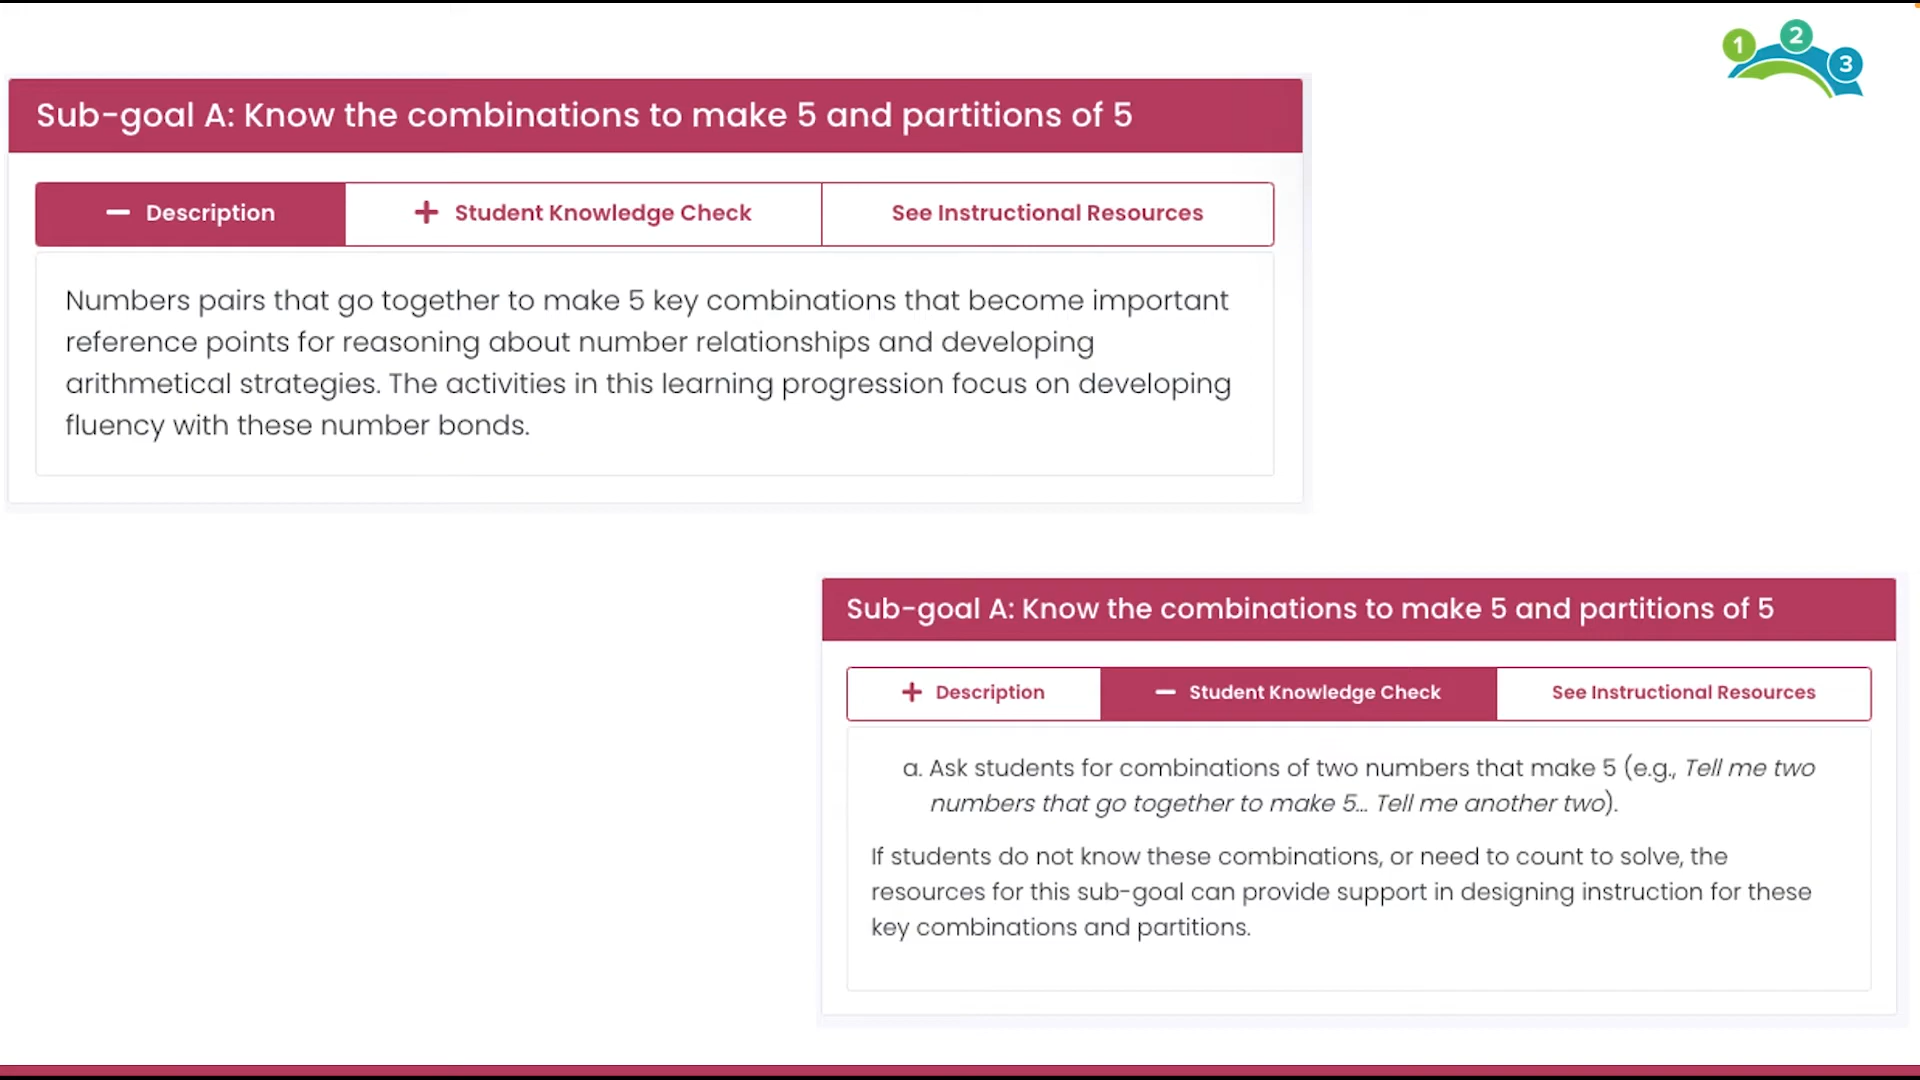 1 2 3
Sub-goal A: Know the combinations to make 5 and partitions of 5
− Description + Student Knowledge Check See Instructional Resources
Numbers pairs that go together to make 5 key combinations that become important
reference points for reasoning about number relationships and developing
arithmetical strategies. The activities in this learning progression focus on developing
fluency with these number bonds.
Sub-goal A: Know the combinations to make 5 and partitions of 5
+ Description − Student Knowledge Check See Instructional Resources
a. Ask students for combinations of two numbers that make 5 (e.g., Tell me two
numbers that go together to make 5... Tell me another two).
If students do not know these combinations, or need to count to solve, the
resources for this sub-goal can provide support in designing instruction for these
key combinations and partitions.